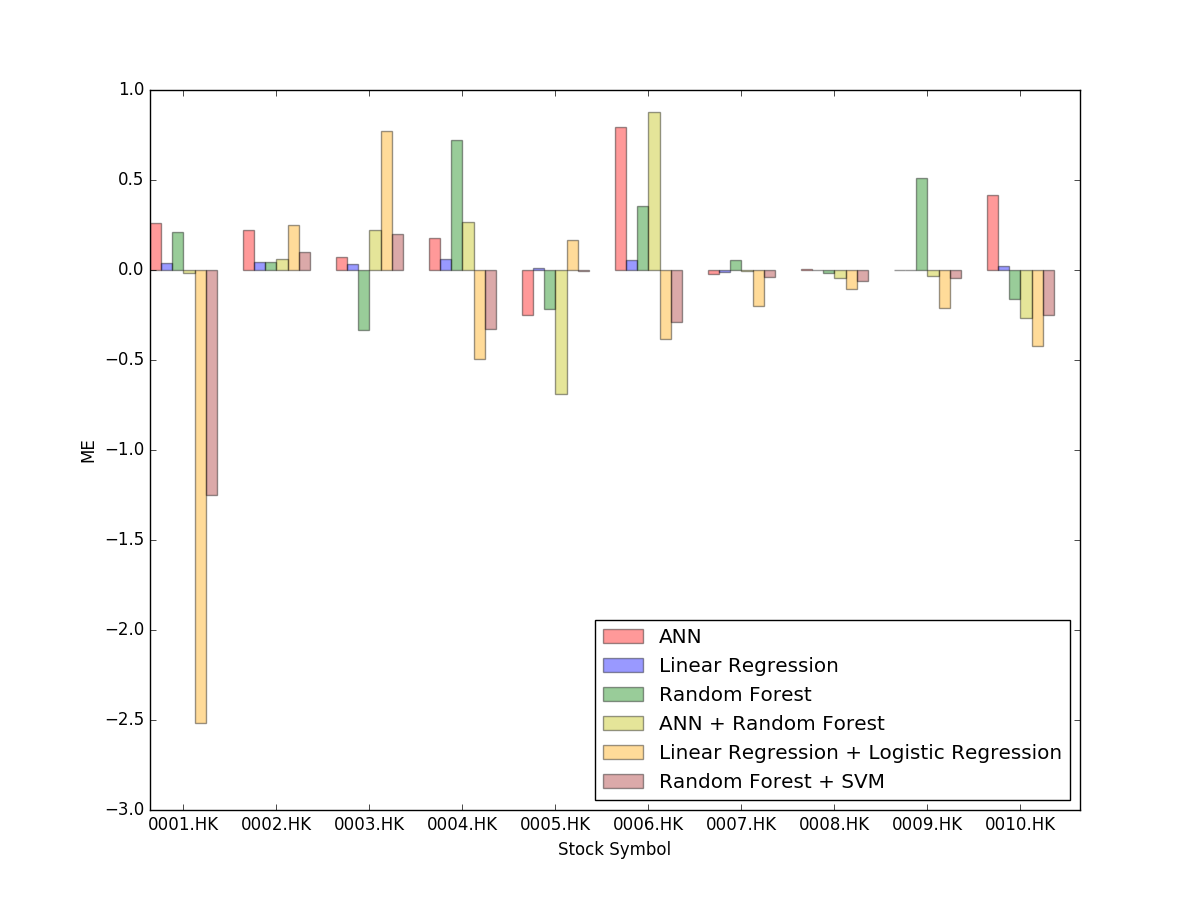 1.0
0.5
0.0
−0.5
−1.0
−1.5
−2.0
−2.5
−3.0
ME
ANN
Linear Regression
Random Forest
ANN + Random Forest
Linear Regression + Logistic Regression
Random Forest + SVM
0001.HK 0002.HK 0003.HK 0004.HK 0005.HK 0006.HK 0007.HK 0008.HK 0009.HK 0010.HK
Stock Symbol